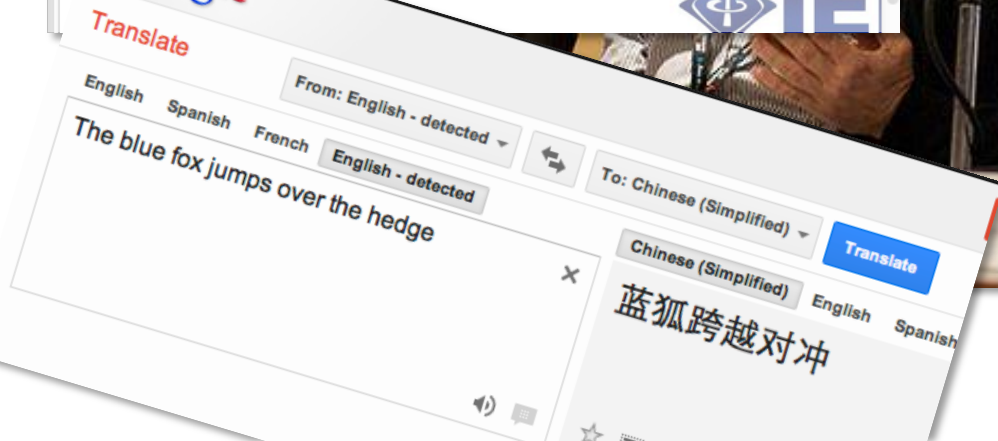 IE
Translate
From: English - detected
To: Chinese (Simplified)
Translate
English Spanish French English - detected
The blue fox jumps over the hedge
Chinese (Simplified) English Spanish
蓝狐跨越对冲